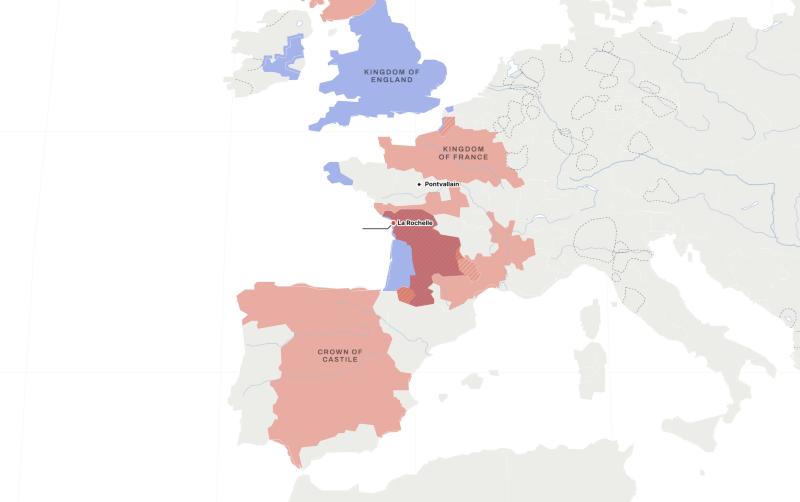 KINGDOM OF
ENGLAND
KINGDOM
OF FRANCE
Pontvallain
La Rochelle
CROWN OF
CASTILE